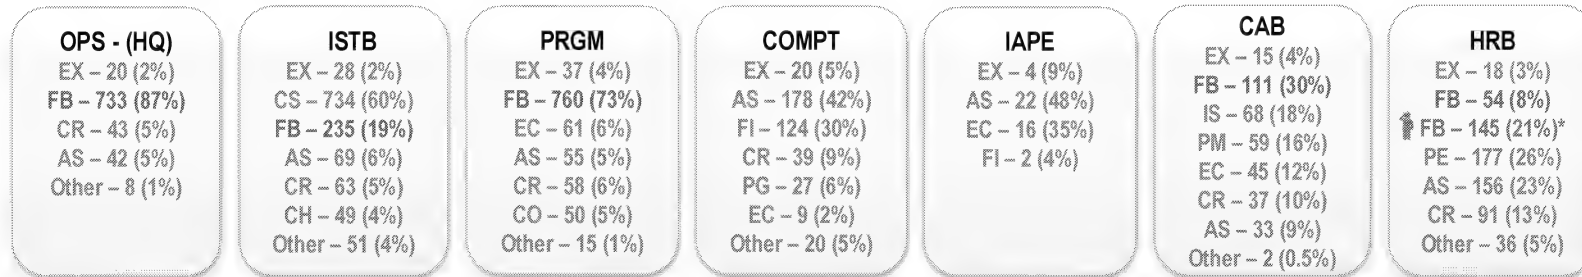 OPS - (HQ)
EX – 20 (2%)
FB – 733 (87%)
CR – 43 (5%)
AS – 42 (5%)
Other – 8 (1%)
ISTB
EX – 28 (2%)
CS – 734 (60%)
FB – 235 (19%)
AS – 69 (6%)
CR – 63 (5%)
CH – 49 (4%)
Other – 51 (4%)
PRGM
EX – 37 (4%)
FB – 760 (73%)
EC – 61 (6%)
AS – 55 (5%)
CR – 58 (6%)
CO – 50 (5%)
Other – 15 (1%)
COMPT
EX – 20 (5%)
AS – 178 (42%)
FI – 124 (30%)
CR – 39 (9%)
PG – 27 (6%)
EC – 9 (2%)
Other – 20 (5%)
IAPE
EX – 4 (9%)
AS – 22 (48%)
EC – 16 (35%)
FI – 2 (4%)
CAB
EX – 15 (4%)
FB – 111 (30%)
IS – 68 (18%)
PM – 59 (16%)
EC – 45 (12%)
CR – 37 (10%)
AS – 33 (9%)
Other – 2 (0.5%)
HRB
EX – 18 (3%)
FB – 54 (8%)
FB – 145 (21%)*
PE – 177 (26%)
AS – 156 (23%)
CR – 91 (13%)
Other – 36 (5%)